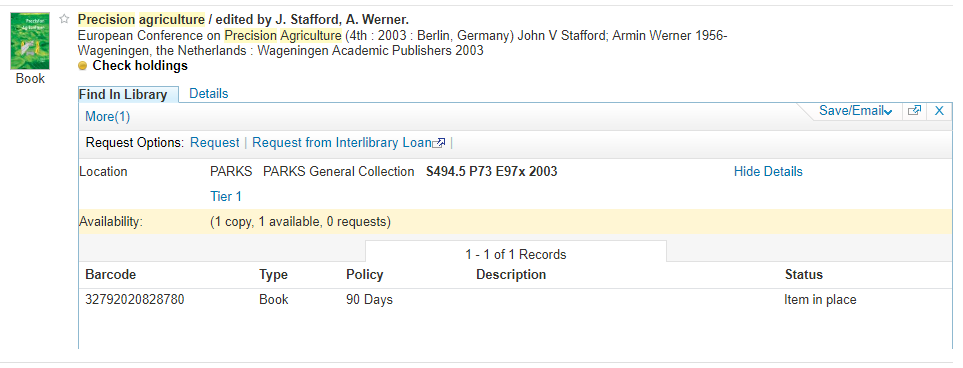 Precision agriculture / edited by J. Stafford, A. Werner.
European Conference on Precision Agriculture (4th : 2003 : Berlin, Germany) John V Stafford; Armin Werner 1956-
Wageningen, the Netherlands : Wageningen Academic Publishers 2003
Check holdings
Book
Find In Library Details
More(1) Save/Email X
Request Options: Request | Request from Interlibrary Loan |
Location PARKS PARKS General Collection S494.5 P73 E97x 2003 Hide Details
Tier 1
Availability: (1 copy, 1 available, 0 requests)
1 - 1 of 1 Records
Barcode Type Policy Description Status
32792020828780 Book 90 Days Item in place